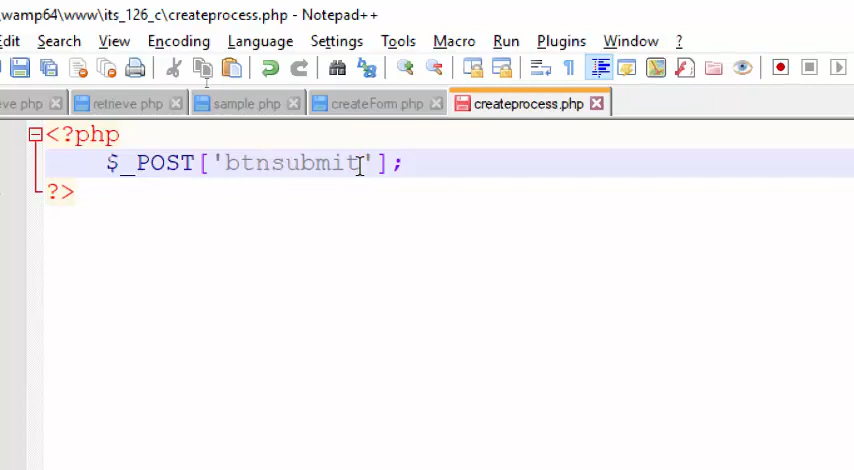 \wamp64\www\its_126_c\createprocess.php - Notepad++
Edit Search View Encoding Language Settings Tools Macro Run Plugins Window ?
eve php retrieve php sample.php createForm php createprocess.php
<?php
$_POST['btnsubmit'];
?>